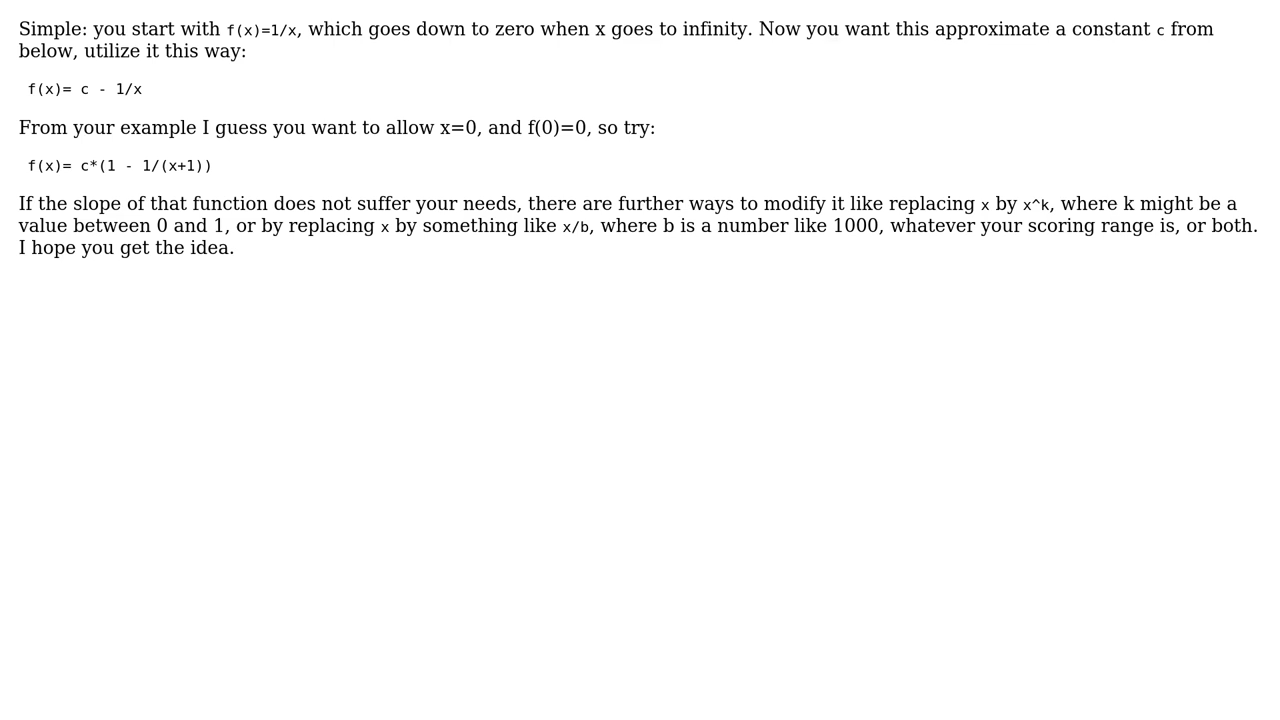 Simple: you start with f(x)=1/x, which goes down to zero when x goes to infinity. Now you want this approximate a constant c from
below, utilize it this way:
f(x)= c - 1/x
From your example I guess you want to allow x=0, and f(0)=0, so try:
f(x)= c*(1 - 1/(x+1))
If the slope of that function does not suffer your needs, there are further ways to modify it like replacing x by x^k, where k might be a
value between 0 and 1, or by replacing x by something like x/b, where b is a number like 1000, whatever your scoring range is, or both.
I hope you get the idea.